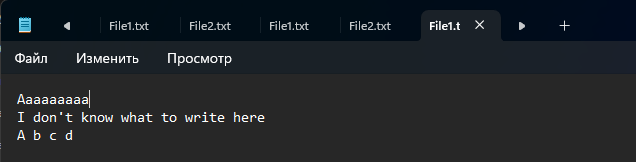 File1.txt File2.txt File1.txt File2.txt File1.t
Файл Изменить Просмотр
Aaaaaaaaa
I don't know what to write here
A b c d